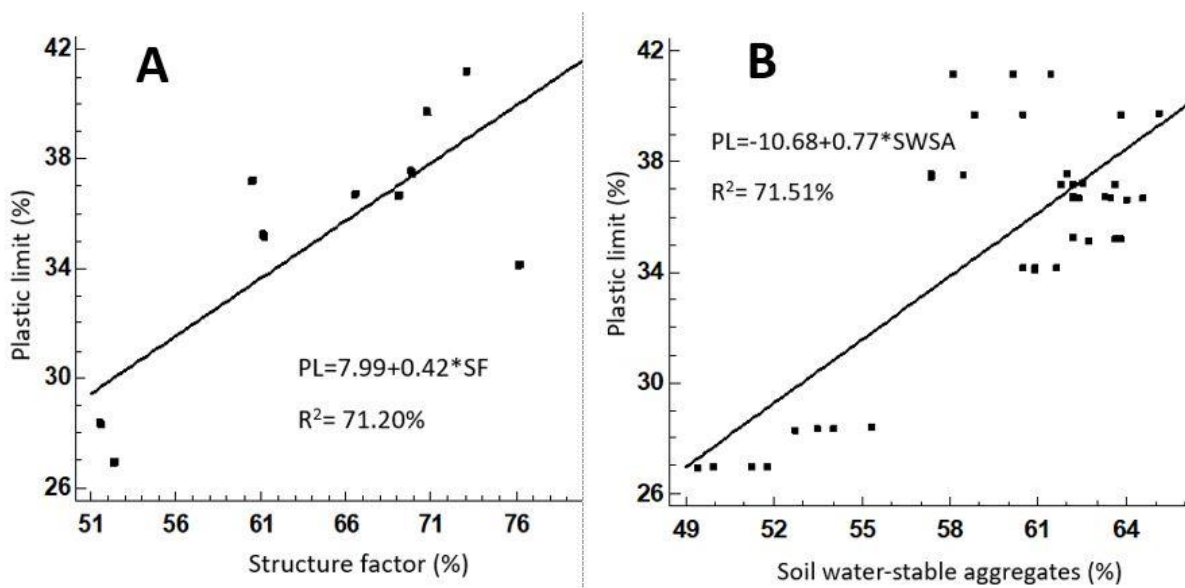 A
42
38
34
30
26
Plastic limit (%)
PL=7.99+0.42*SF
R²= 71.20%
51 56 61 66 71 76
Structure factor (%)
B
42
38
34
30
26
Plastic limit (%)
PL=-10.68+0.77*SWSA
R²= 71.51%
49 52 55 58 61 64
Soil water-stable aggregates (%)